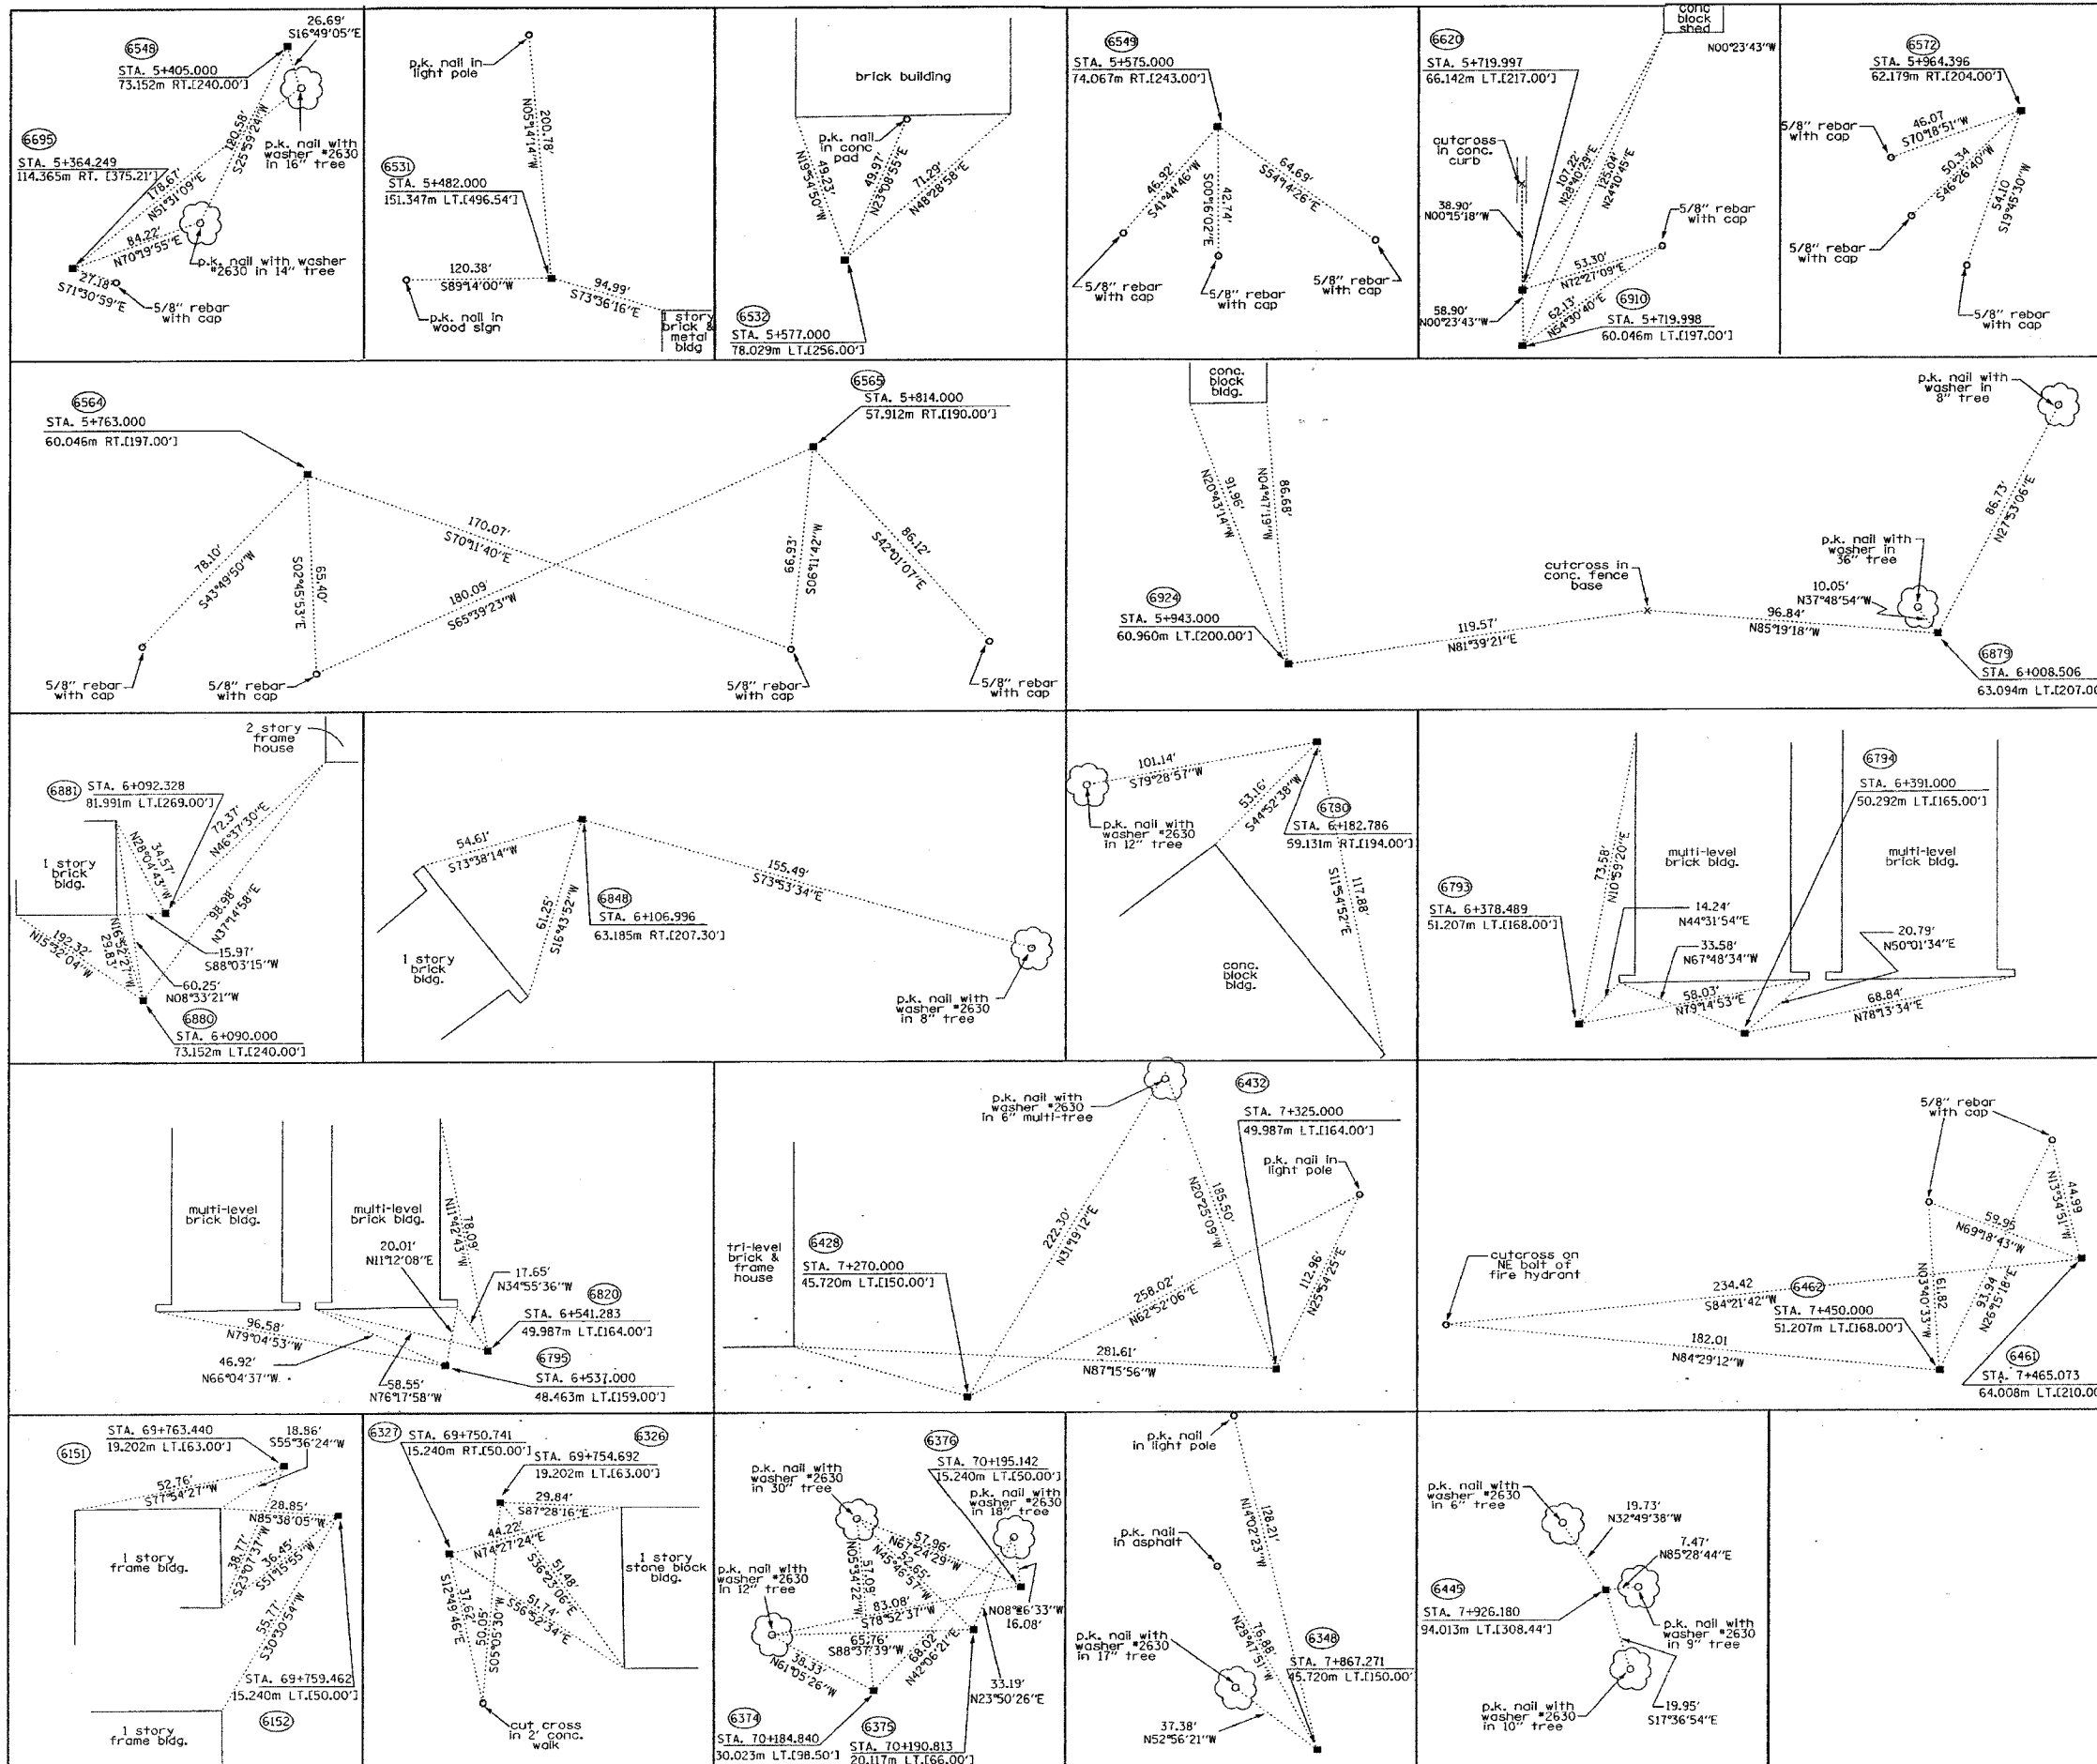 26.69'
S16°49'05"E
6548
STA. 5+405.000
73.152m RT.[240.00']
120.58'
S25°59'24"W
p.k. nail with
washer #2630
in 16" tree
6695
STA. 5+364.249
114.365m RT. [375.21']
178.67'
N51°31'09"E
84.22'
N70°19'55"E
p.k. nail with washer
#2630 in 14" tree
27.18'
S71°30'59"E
5/8" rebar
with cap
p.k. nail in
light pole
200.78'
N05°14'14"W
6531
STA. 5+482.000
151.347m LT.[496.54']
120.38'
S89°14'00"W
94.99'
S73°36'16"E
p.k. nail in
wood sign
1 story
brick &
metal
bldg
brick building
p.k. nail
in conc
pad
49.23'
N19°54'50"W
49.97'
N23°08'55"E
71.29'
N48°28'58"E
6532
STA. 5+577.000
78.029m LT.[256.00']
6549
STA. 5+575.000
74.067m RT.[243.00']
46.92'
S41°44'46"W
42.74'
S00°16'02"E
64.69'
S54°14'26"E
5/8" rebar
with cap
5/8" rebar
with cap
5/8" rebar
with cap
conc
block
shed
N00°23'43"W
6620
STA. 5+719.997
66.142m LT.[217.00']
cutcross
in conc.
curb
107.22'
N28°40'29"E
125.04'
N24°10'45"E
38.90'
N00°15'18"W
5/8" rebar
with cap
53.30'
N72°27'09"E
62.13'
N54°30'40"E
58.90'
N00°23'43"W
6910
STA. 5+719.998
60.046m LT.[197.00']
6572
STA. 5+964.396
62.179m RT.[204.00']
5/8" rebar
with cap
46.07
S70°18'51"W
50.34
S46°26'40"W
54.10
S19°45'30"W
5/8" rebar
with cap
5/8" rebar
with cap
6564
STA. 5+763.000
60.046m RT.[197.00']
6565
STA. 5+814.000
57.912m RT.[190.00']
78.10'
S43°49'50"W
65.40'
S02°45'53"E
170.07'
S70°11'40"E
180.09'
S65°39'23"W
66.93'
S06°11'42"W
86.12'
S42°01'07"E
5/8" rebar
with cap
5/8" rebar
with cap
5/8" rebar
with cap
5/8" rebar
with cap
conc.
block
bldg.
91.96'
N20°43'14"W
86.68'
N04°47'19"W
6924
STA. 5+943.000
60.960m LT.[200.00']
119.57'
N81°39'21"E
cutcross in
conc. fence
base
96.84'
N85°19'18"W
p.k. nail with
washer in
36" tree
10.05'
N37°48'54"W
p.k. nail with
washer in
8" tree
86.73'
N27°53'06"E
6879
STA. 6+008.506
63.094m LT.[207.00
2 story
frame
house
6881
STA. 6+092.328
81.991m LT.[269.00']
1 story
brick
bldg.
34.57'
N28°04'43"W
72.37'
N46°37'30"E
98.98'
N37°14'58"E
192.32'
N15°32'04"W
N16°52'27"W
29.83'
15.97'
S88°03'15"W
60.25'
N08°33'21"W
6880
STA. 6+090.000
73.152m LT.[240.00']
54.61'
S73°38'14"W
61.25'
S16°43'52"W
155.49'
S73°53'34"E
6848
STA. 6+106.996
63.185m RT.[207.30']
1 story
brick
bldg.
p.k. nail with
washer #2630
in 8" tree
101.14'
S79°28'57"W
53.16'
S44°52'38"W
p.k. nail with
washer #2630
in 12" tree
6780
STA. 6+182.786
59.131m RT.[194.00']
117.88'
S11°54'52"E
conc.
block
bldg.
6794
STA. 6+391.000
50.292m LT.[165.00']
73.58'
N10°59'20"E
multi-level
brick bldg.
multi-level
brick bldg.
6793
STA. 6+378.489
51.207m LT.[168.00']
14.24'
N44°31'54"E
33.58'
N67°48'34"W
20.79'
N50°01'34"E
58.03'
N79°14'53"E
68.84'
N78°13'34"E
multi-level
brick bldg.
multi-level
brick bldg.
78.09'
N11°42'43"W
20.01'
N11°12'08"E
17.65'
N34°55'36"W
6820
STA. 6+541.283
49.987m LT.[164.00']
96.58'
N79°04'53"W
46.92'
N66°04'37"W
58.55'
N76°17'58"W
6795
STA. 6+537.000
48.463m LT.[159.00']
p.k. nail with
washer #2630
in 6" multi-tree
6432
STA. 7+325.000
49.987m LT.[164.00']
p.k. nail in
light pole
222.30'
N31°19'12"E
185.50'
N20°25'09"W
tri-level
brick &
frame
house
6428
STA. 7+270.000
45.720m LT.[150.00']
258.02'
N62°52'06"E
112.96'
N25°54'25"E
281.61'
N87°15'56"W
5/8" rebar
with cap
59.95
N69°18'43"W
44.99
N13°34'51"W
cutcross on
NE bolt of
fire hydrant
234.42
S84°21'42"W
61.82
N03°40'33"W
93.94
N26°15'18"E
6462
STA. 7+450.000
51.207m LT.[168.00']
182.01
N84°29'12"W
6461
STA. 7+465.073
64.008m LT.[210.00
6151
STA. 69+763.440
19.202m LT.[63.00']
18.86'
S55°36'24"W
52.76'
S77°54'27"W
28.85'
N85°38'05"W
1 story
frame bldg.
38.77'
S23°07'37"W
36.45'
S51°15'55"W
55.77'
S30°30'54"W
STA. 69+759.462
15.240m LT.[50.00']
6152
1 story
frame bldg.
6327
STA. 69+750.741
15.240m RT.[50.00']
6326
STA. 69+754.692
19.202m LT.[63.00']
29.84'
S87°28'16"E
44.22'
N74°27'24"E
51.48'
S36°23'06"E
51.74'
S56°52'34"E
37.62'
S12°49'46"E
50.05'
S05°05'30"W
1 story
stone block
bldg.
cut cross
in 2' conc.
walk
6376
STA. 70+195.142
15.240m LT.[50.00']
p.k. nail with
washer #2630
in 30" tree
p.k. nail with
washer #2630
in 18" tree
57.96'
N67°24'29"W
52.65'
N45°46'57"W
57.09'
N05°34'22"W
p.k. nail with
washer #2630
in 12" tree
83.08'
S78°52'37"W
N08°26'33"W
16.08'
65.76'
S88°37'39"W
38.33'
N61°05'26"W
68.02'
N42°06'21"E
33.19'
N23°50'26"E
6374
STA. 70+184.840
30.023m LT.[98.50']
6375
STA. 70+190.813
20.117m LT.[66.00']
p.k. nail
in light pole
128.21'
N14°02'23"W
p.k. nail
in asphalt
76.88'
N28°47'51"W
p.k. nail with
washer #2630
in 17" tree
6348
STA. 7+867.271
45.720m LT.[150.00'
37.38'
N52°56'21"W
p.k. nail with
washer #2630
in 6" tree
19.73'
N32°49'38"W
7.47'
N85°28'44"E
6445
STA. 7+926.180
94.013m LT.[308.44']
p.k. nail with
washer #2630
in 9" tree
p.k. nail with
washer #2630
in 10" tree
19.95'
S17°36'54"E